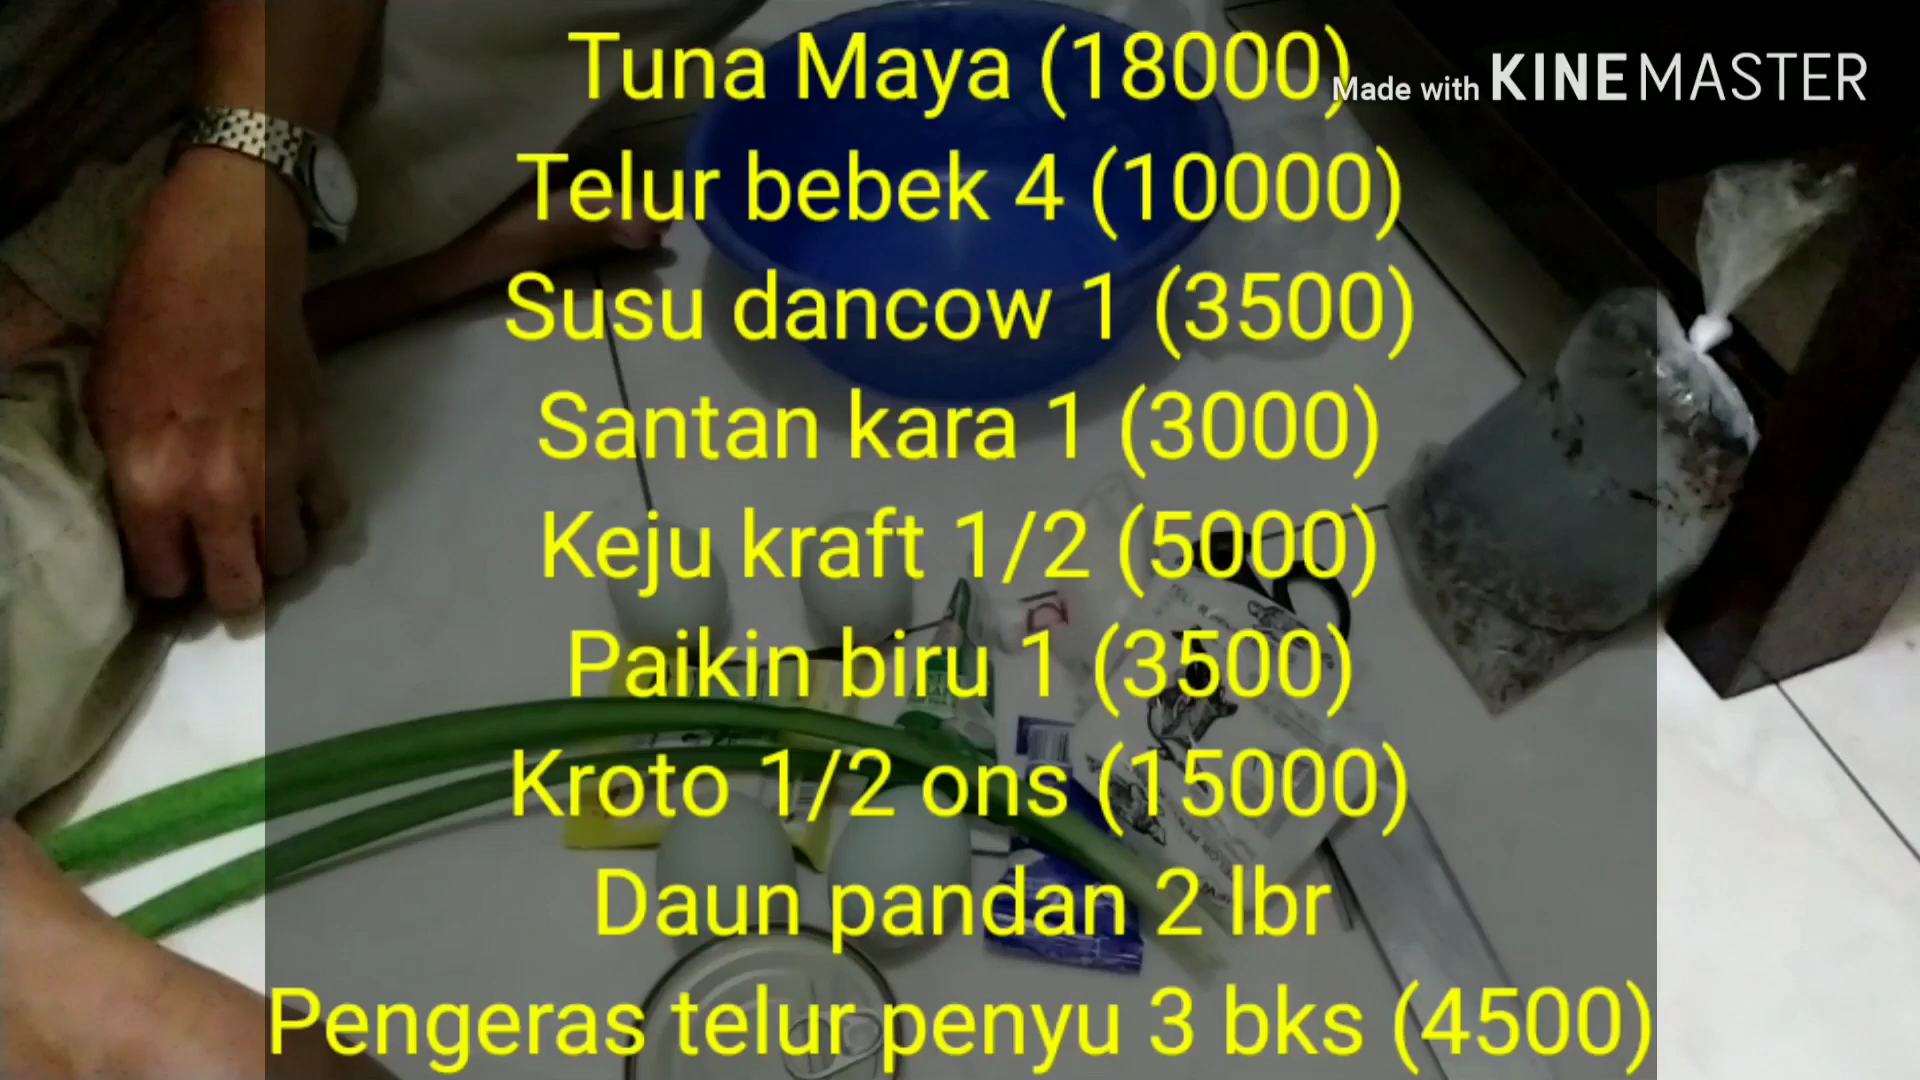 Tuna Maya (18000)
Made with KINEMASTER
Telur bebek 4 (10000)
Susu dancow 1 (3500)
Santan kara 1 (3000)
Keju kraft 1/2 (5000)
Paikin biru 1 (3500)
Kroto 1/2 ons (15000)
Daun pandan 2 lbr
Pengeras telur penyu 3 bks (4500)